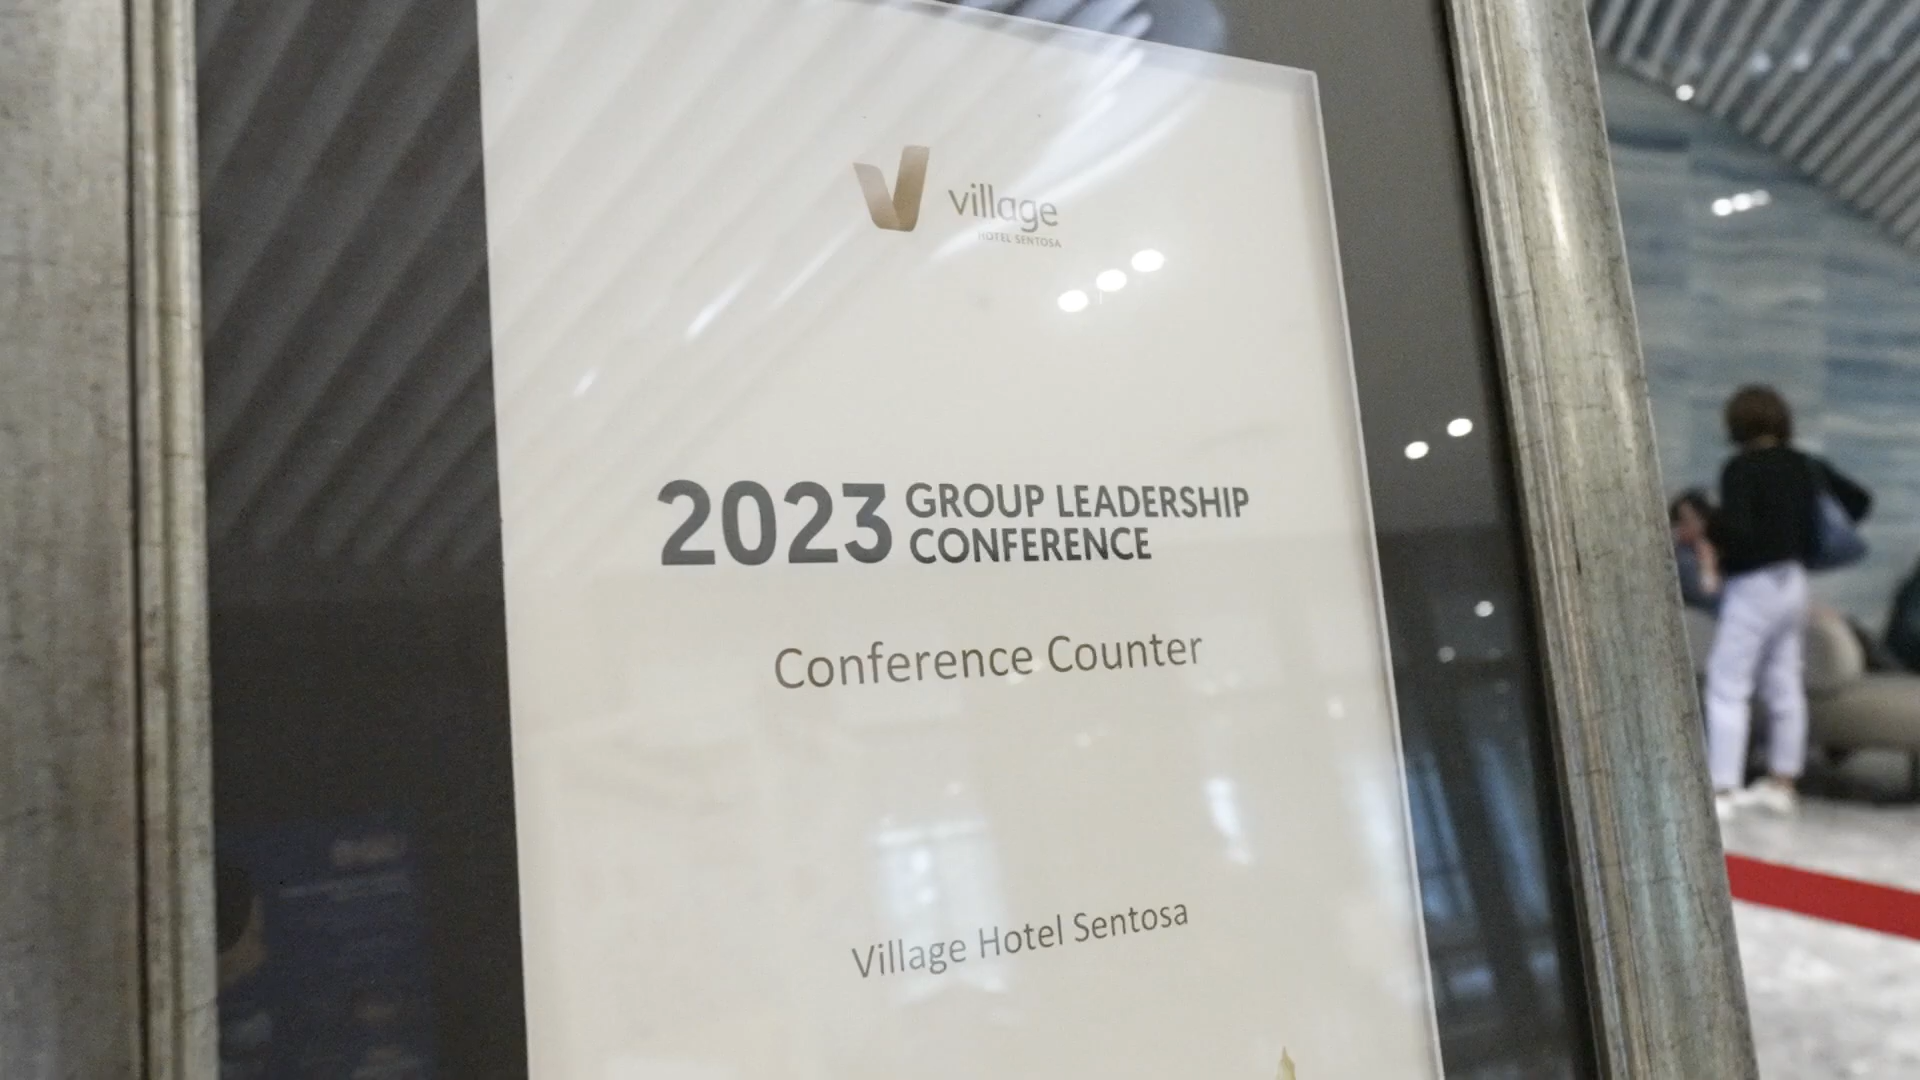 village
HOTEL SENTOSA
2023 GROUP LEADERSHIP
CONFERENCE
Conference Counter
Village Hotel Sentosa